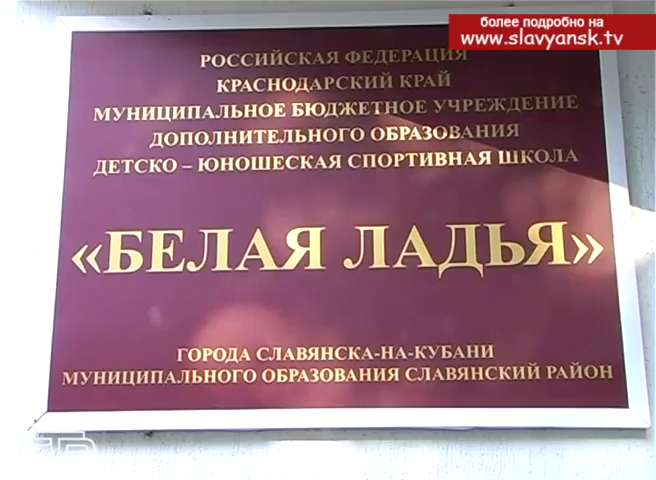 более подробно на
www.slavyansk.tv
РОССИЙСКАЯ ФЕДЕРАЦИЯ
КРАСНОДАРСКИЙ КРАЙ
МУНИЦИПАЛЬНОЕ БЮДЖЕТНОЕ УЧРЕЖДЕНИЕ
ДОПОЛНИТЕЛЬНОГО ОБРАЗОВАНИЯ
ДЕТСКО – ЮНОШЕСКАЯ СПОРТИВНАЯ ШКОЛА
«БЕЛАЯ ЛАДЬЯ»
ГОРОДА СЛАВЯНСКА-НА-КУБАНИ
МУНИЦИПАЛЬНОГО ОБРАЗОВАНИЯ СЛАВЯНСКИЙ РАЙОН